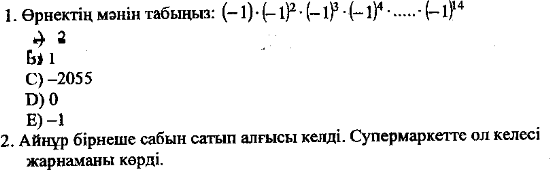 1. Өрнектің мәнін табыңыз: (−1)·(−1)²·(−1)³·(−1)⁴·.....·(−1)¹⁴
2
B) 1
C) −2055
D) 0
E) −1
2. Айнұр бірнеше сабын сатып алғысы келді. Супермаркетте ол келесі
жарнаманы көрді.